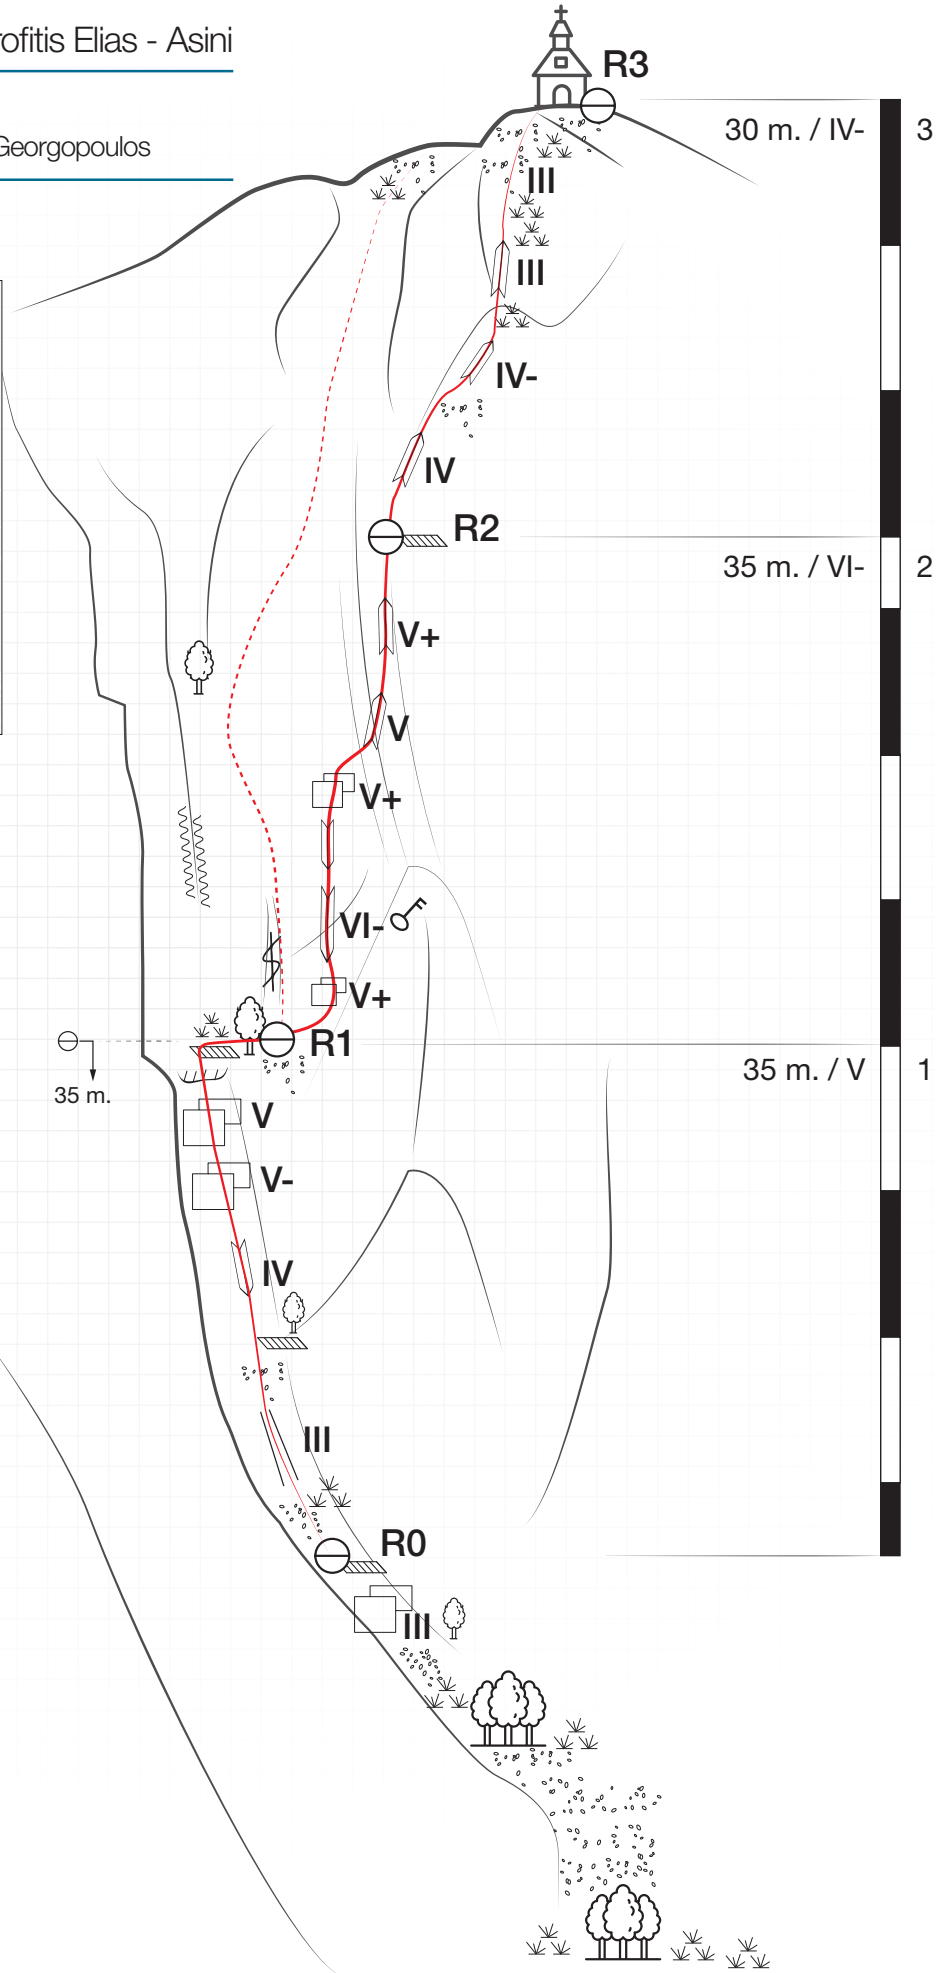 rofitis Elias - Asini
Georgopoulos
R3
30 m. / IV- 3
III
III
IV-
IV
R2
35 m. / VI- 2
V+
V
V+
VI-
V+
R1
35 m. / V 1
35 m.
V
V-
IV
III
R0
III